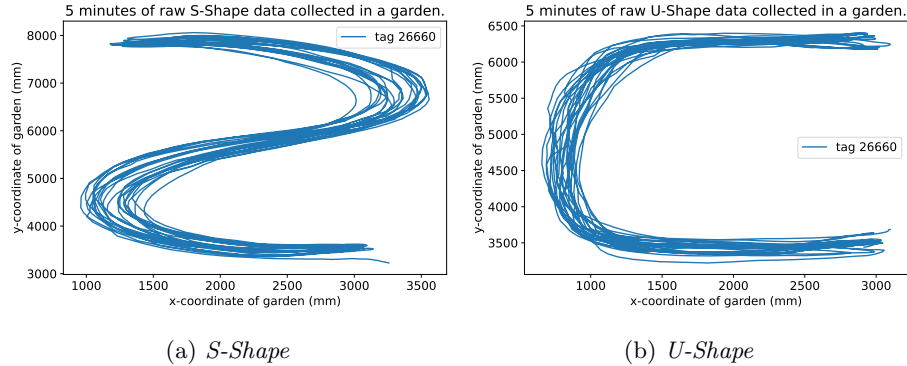 5 minutes of raw S-Shape data collected in a garden.
8000
7000
6000
5000
4000
3000
y-coordinate of garden (mm)
tag 26660
1000 1500 2000 2500 3000 3500
x-coordinate of garden (mm)
(a) S-Shape
5 minutes of raw U-Shape data collected in a garden.
6500
6000
5500
5000
4500
4000
3500
y-coordinate of garden (mm)
tag 26660
1000 1500 2000 2500 3000
x-coordinate of garden (mm)
(b) U-Shape